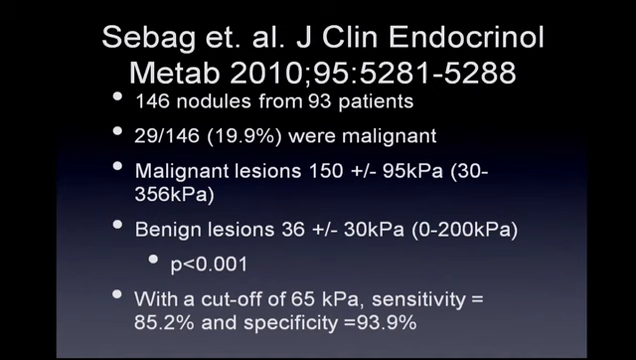 Sebag et. al. J Clin Endocrinol
Metab 2010;95:5281-5288
• 146 nodules from 93 patients
• 29/146 (19.9%) were malignant
• Malignant lesions 150 +/- 95kPa (30-
356kPa)
• Benign lesions 36 +/- 30kPa (0-200kPa)
• p<0.001
• With a cut-off of 65 kPa, sensitivity =
85.2% and specificity =93.9%